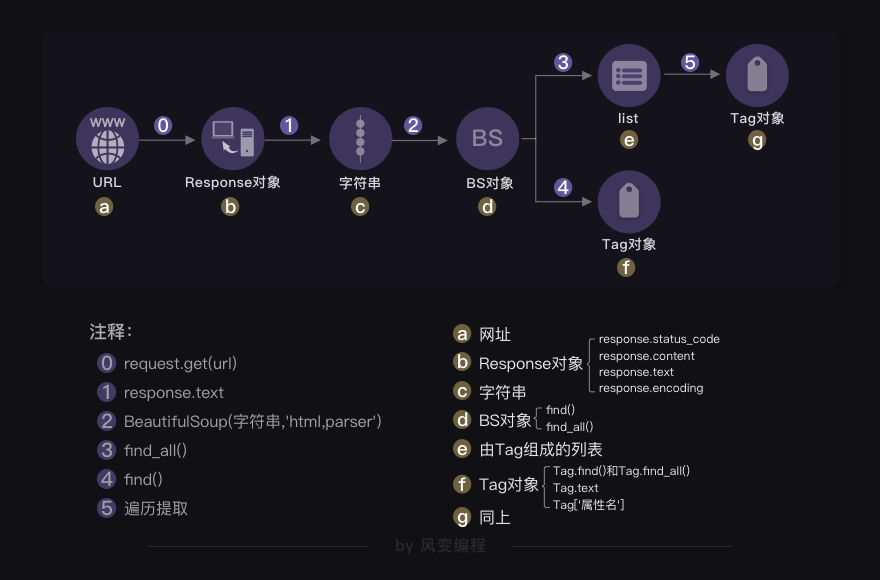 WWW
0
1
2
BS
3
5
4
URL
Response对象
字符串
BS对象
list
Tag对象
Tag对象
a
b
c
d
e
g
f
注释：
0 request.get(url)
1 response.text
2 BeautifulSoup(字符串,'html,parser')
3 find_all()
4 find()
5 遍历提取
a 网址
b Response对象
response.status_code
response.content
response.text
response.encoding
c 字符串
d BS对象
find()
find_all()
e 由Tag组成的列表
f Tag对象
Tag.find()和Tag.find_all()
Tag.text
Tag['属性名']
g 同上
by 风变编程